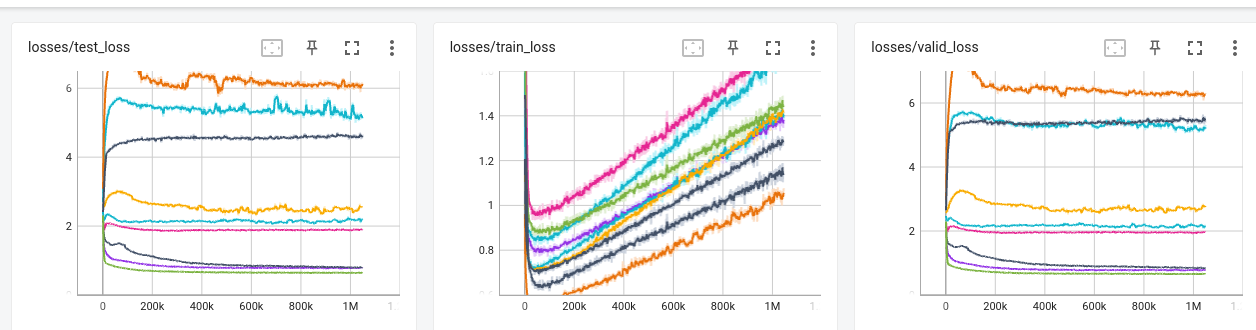 losses/test_loss
6
4
2
0 200k 400k 600k 800k 1M
losses/train_loss
1.4
1.2
1
0.8
0 200k 400k 600k 800k 1M
losses/valid_loss
6
4
2
0 200k 400k 600k 800k 1M